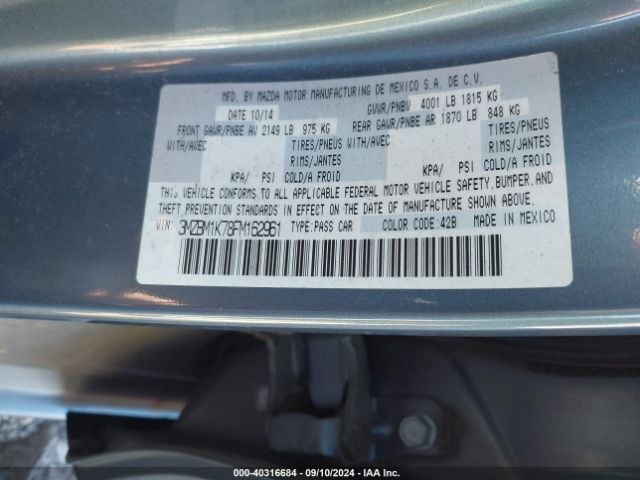 MFD. BY MAZDA MOTOR MANUFACTURING DE MEXICO S.A. DE C.V.
DATE 10/14 GVWR/PNBV 4001 LB 1815 KG
FRONT GAWR/PNBE AV 2149 LB 975 KG REAR GAWR/PNBE AR 1870 LB 848 KG
WITH/AVEC TIRES/PNEUS WITH/AVEC TIRES/PNEUS
RIMS/JANTES RIMS/JANTES
KPA/ PSI COLD/A FROID KPA/ PSI COLD/A FROID
THIS VEHICLE CONFORMS TO ALL APPLICABLE FEDERAL MOTOR VEHICLE SAFETY, BUMPER, AND
THEFT PREVENTION STANDARDS IN EFFECT ON THE DATE OF MANUFACTURE SHOWN ABOVE.
VIN: 3MZBM1K78FM162961 TYPE:PASS CAR COLOR CODE:42B MADE IN MEXICO
000-40316684 - 09/10/2024 - IAA Inc.